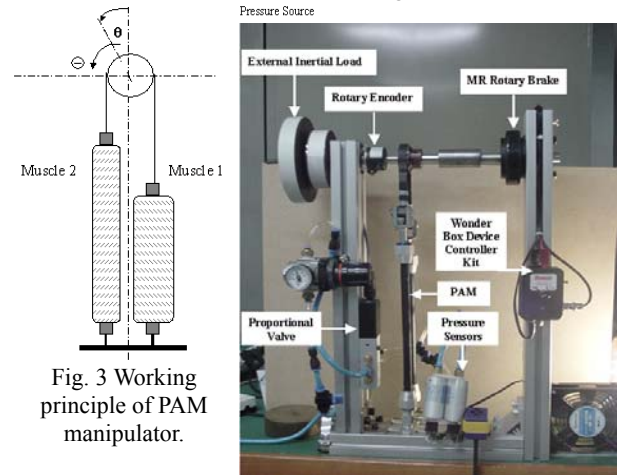 Pressure Source
θ
⊖
Muscle 2
Muscle 1
Fig. 3 Working
principle of PAM
manipulator.
External Inertial Load
Rotary Encoder
MR Rotary Brake
Wonder
Box Device
Controller
Kit
PAM
Proportional
Valve
Pressure
Sensors